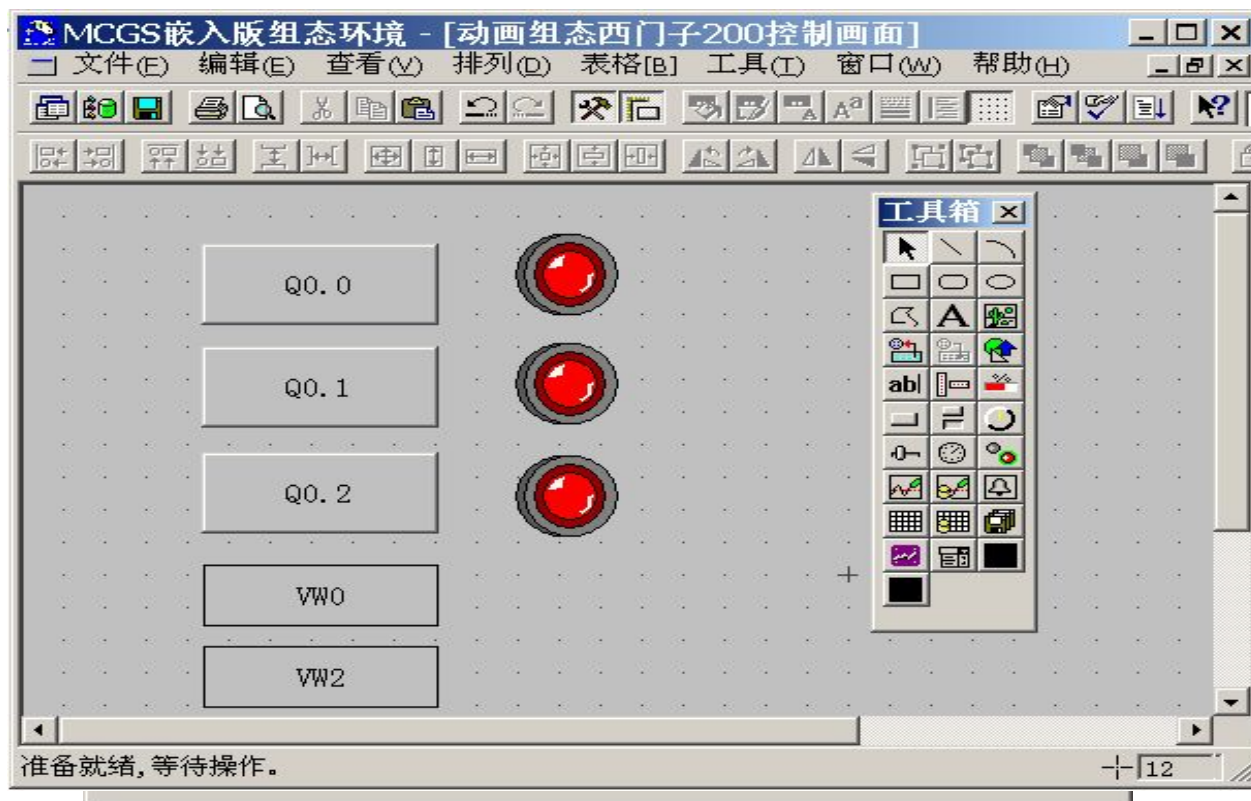 MCGS嵌入版组态环境 - [动画组态西门子200控制画面]
文件(F) 编辑(E) 查看(V) 排列(D) 表格[B] 工具(T) 窗口(W) 帮助(H)
工具箱
Q0.0
A
Q0.1
ab|
Q0.2
VW0
VW2
准备就绪,等待操作。
12